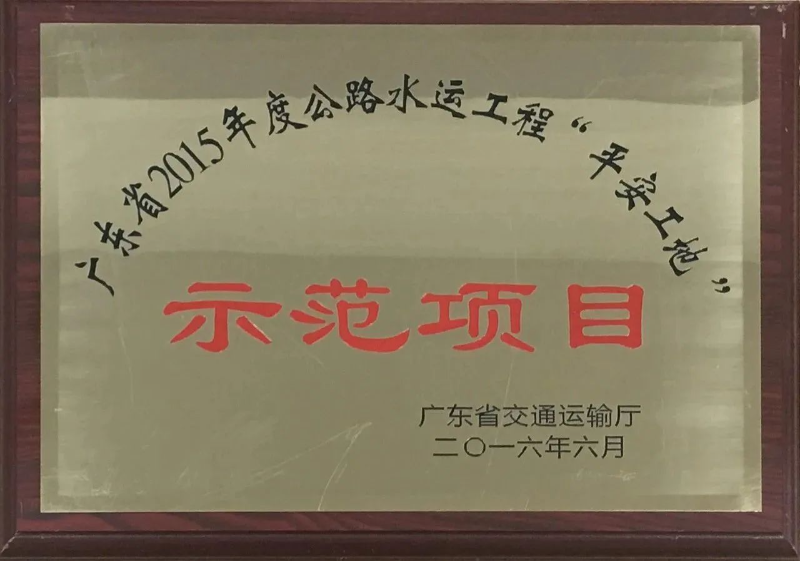 广东省2015年度公路水运工程“平安工地”
示范项目
广东省交通运输厅
二〇一六年六月